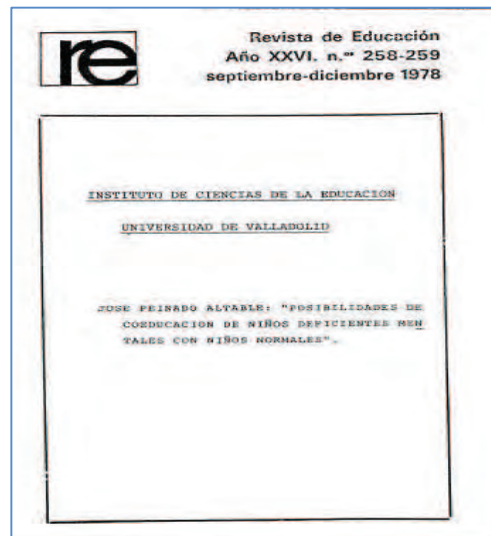 re
Revista de Educación
Año XXVI. n.os 258-259
septiembre-diciembre 1978
INSTITUTO DE CIENCIAS DE LA EDUCACION
UNIVERSIDAD DE VALLADOLID
JOSE PEINADO ALTABLE: "POSIBILIDADES DE
COEDUCACION DE NIÑOS DEFICIENTES MEN
TALES CON NIÑOS NORMALES".